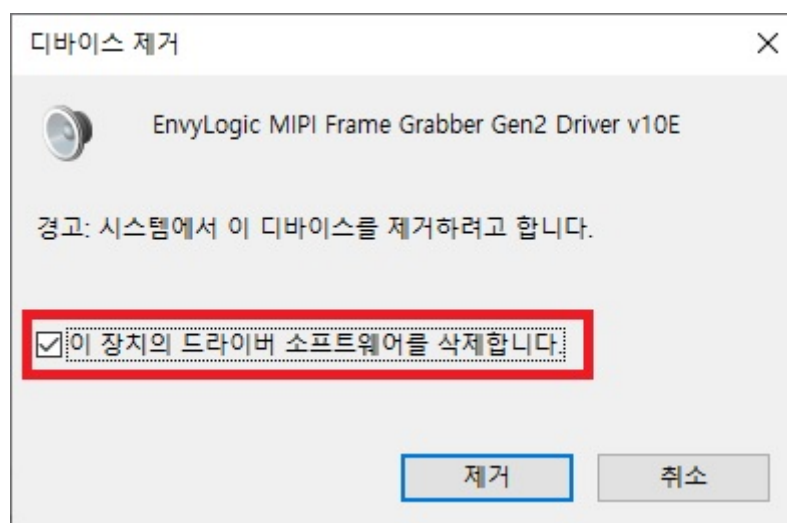 디바이스 제거
EnvyLogic MIPI Frame Grabber Gen2 Driver v10E
경고: 시스템에서 이 디바이스를 제거하려고 합니다.
이 장치의 드라이버 소프트웨어를 삭제합니다.
제거 취소